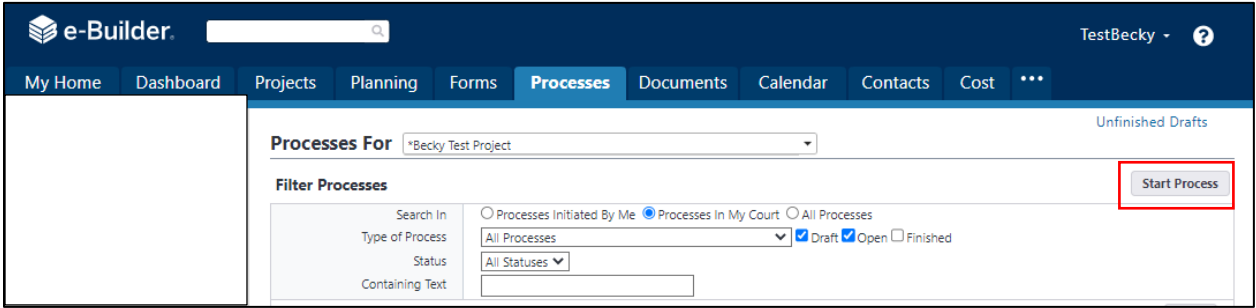 e-Builder.
TestBecky
My Home Dashboard Projects Planning Forms Processes Documents Calendar Contacts Cost •••
Unfinished Drafts
Processes For *Becky Test Project
Filter Processes Start Process
Search In Processes Initiated By Me Processes In My Court All Processes
Type of Process All Processes Draft Open Finished
Status All Statuses
Containing Text